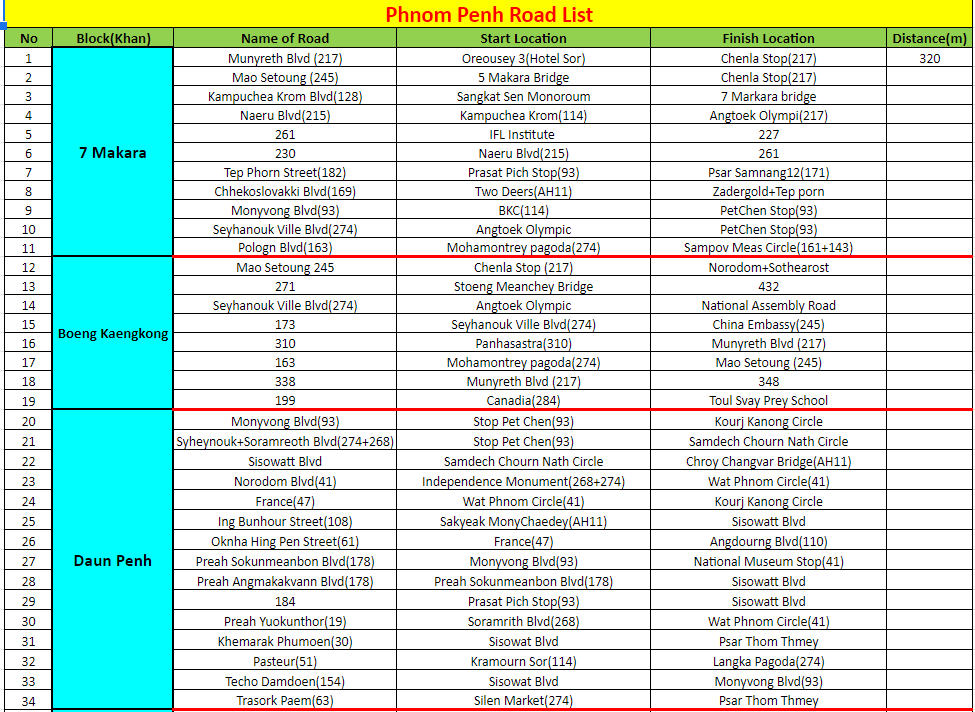 Phnom Penh Road List
No Block(Khan) Name of Road Start Location Finish Location Distance(m)
1 Munyreth Blvd (217) Oreousey 3(Hotel Sor) Chenla Stop(217) 320
2 Mao Setoung (245) 5 Makara Bridge Chenla Stop(217)
3 Kampuchea Krom Blvd(128) Sangkat Sen Monoroum 7 Markara bridge
4 Naeru Blvd(215) Kampuchea Krom(114) Angtoek Olympi(217)
5 261 IFL Institute 227
6 7 Makara 230 Naeru Blvd(215) 261
7 Tep Phorn Street(182) Prasat Pich Stop(93) Psar Samnang12(171)
8 Chhekoslovakki Blvd(169) Two Deers(AH11) Zadergold+Tep porn
9 Monyvong Blvd(93) BKC(114) PetChen Stop(93)
10 Seyhanouk Ville Blvd(274) Angtoek Olympic PetChen Stop(93)
11 Pologn Blvd(163) Mohamontrey pagoda(274) Sampov Meas Circle(161+143)
12 Mao Setoung 245 Chenla Stop (217) Norodom+Sothearost
13 271 Stoeng Meanchey Bridge 432
14 Seyhanouk Ville Blvd(274) Angtoek Olympic National Assembly Road
15 Boeng Kaengkong 173 Seyhanouk Ville Blvd(274) China Embassy(245)
16 310 Panhasastra(310) Munyreth Blvd (217)
17 163 Mohamontrey pagoda(274) Mao Setoung (245)
18 338 Munyreth Blvd (217) 348
19 199 Canadia(284) Toul Svay Prey School
20 Monyvong Blvd(93) Stop Pet Chen(93) Kourj Kanong Circle
21 Syheynouk+Soramreoth Blvd(274+268) Stop Pet Chen(93) Samdech Chourn Nath Circle
22 Sisowatt Blvd Samdech Chourn Nath Circle Chroy Changvar Bridge(AH11)
23 Norodom Blvd(41) Independence Monument(268+274) Wat Phnom Circle(41)
24 France(47) Wat Phnom Circle(41) Kourj Kanong Circle
25 Ing Bunhour Street(108) Sakyeak MonyChaedey(AH11) Sisowatt Blvd
26 Oknha Hing Pen Street(61) France(47) Angdourng Blvd(110)
27 Daun Penh Preah Sokunmeanbon Blvd(178) Monyvong Blvd(93) National Museum Stop(41)
28 Preah Angmakakvann Blvd(178) Preah Sokunmeanbon Blvd(178) Sisowatt Blvd
29 184 Prasat Pich Stop(93) Sisowatt Blvd
30 Preah Yuokunthor(19) Soramrith Blvd(268) Wat Phnom Circle(41)
31 Khemarak Phumoen(30) Sisowat Blvd Psar Thom Thmey
32 Pasteur(51) Kramourn Sor(114) Langka Pagoda(274)
33 Techo Damdoen(154) Sisowat Blvd Monyvong Blvd(93)
34 Trasork Paem(63) Silen Market(274) Psar Thom Thmey